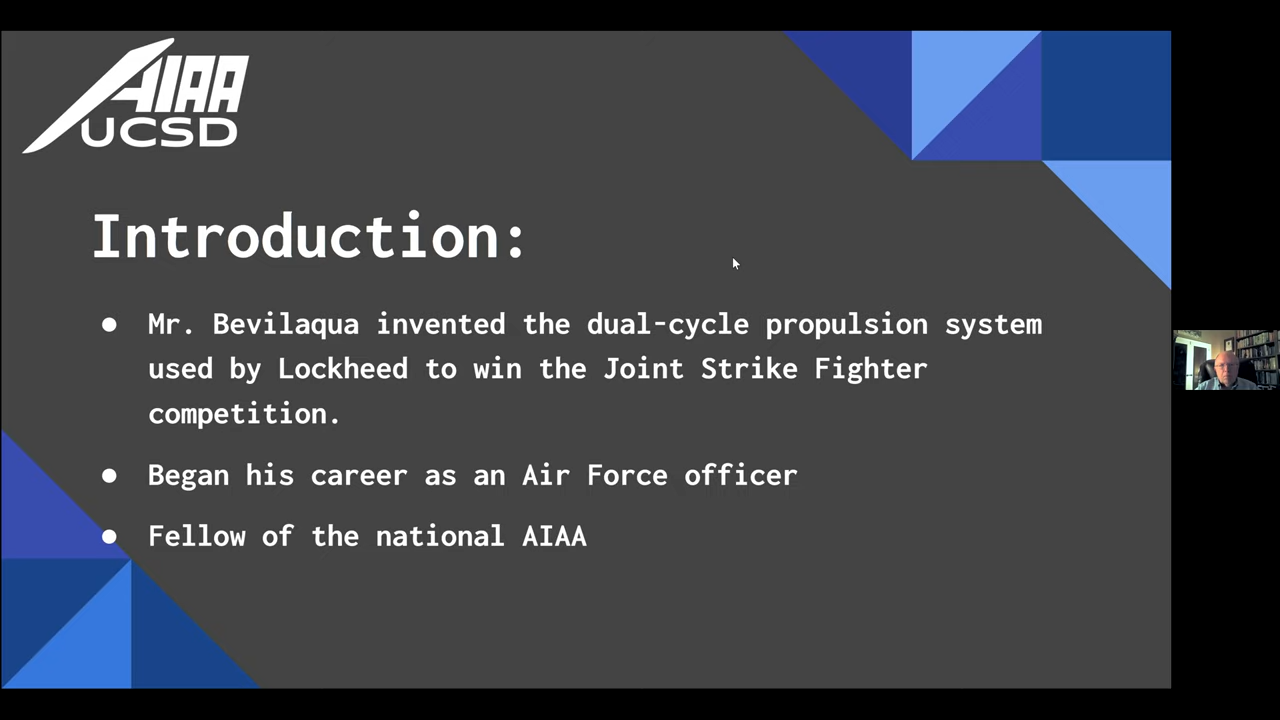 AIAA
UCSD
Introduction:
● Mr. Bevilaqua invented the dual-cycle propulsion system
used by Lockheed to win the Joint Strike Fighter
competition.
● Began his career as an Air Force officer
● Fellow of the national AIAA